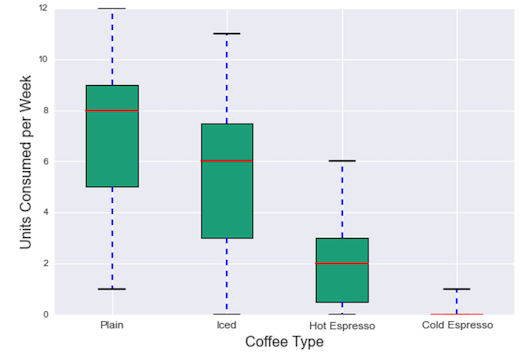 12
10
8
6
4
2
0
Units Consumed per Week
Plain
Iced
Hot Espresso
Cold Espresso
Coffee Type